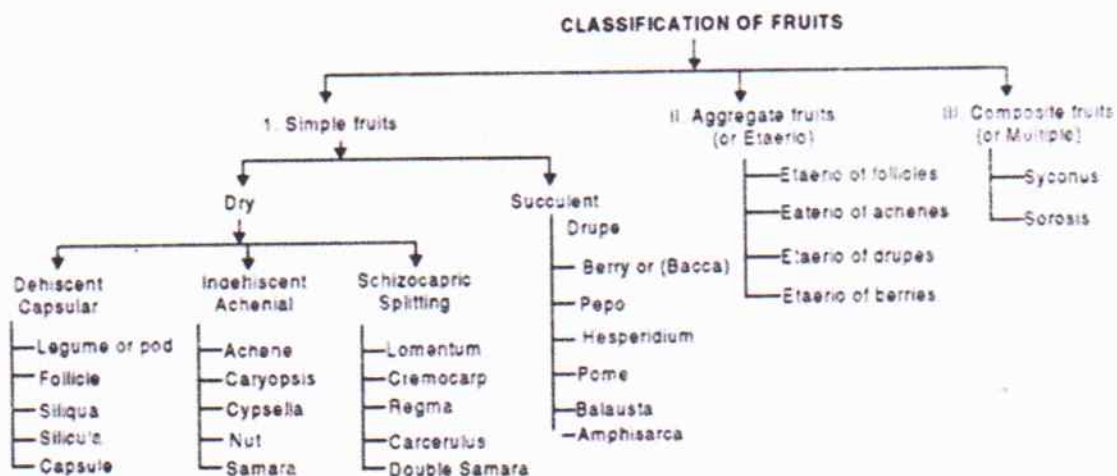 CLASSIFICATION OF FRUITS
1. Simple fruits
II. Aggregate fruits
(or Etaerio)
III. Composite fruits
(or Multiple)
Dry
Succulent
Etaerio of follicles
Eaterio of achenes
Etaerio of drupes
Etaerio of berries
Syconus
Sorosis
Dehiscent
Capsular
Indehiscent
Achenial
Schizocapric
Splitting
Legume or pod
Follicle
Siliqua
Silicula
Capsule
Achene
Caryopsis
Cypsella
Nut
Samara
Lomentum
Cremocarp
Regma
Carcerulus
Double Samara
Drupe
Berry or (Bacca)
Pepo
Hesperidium
Pome
Balausta
Amphisarca